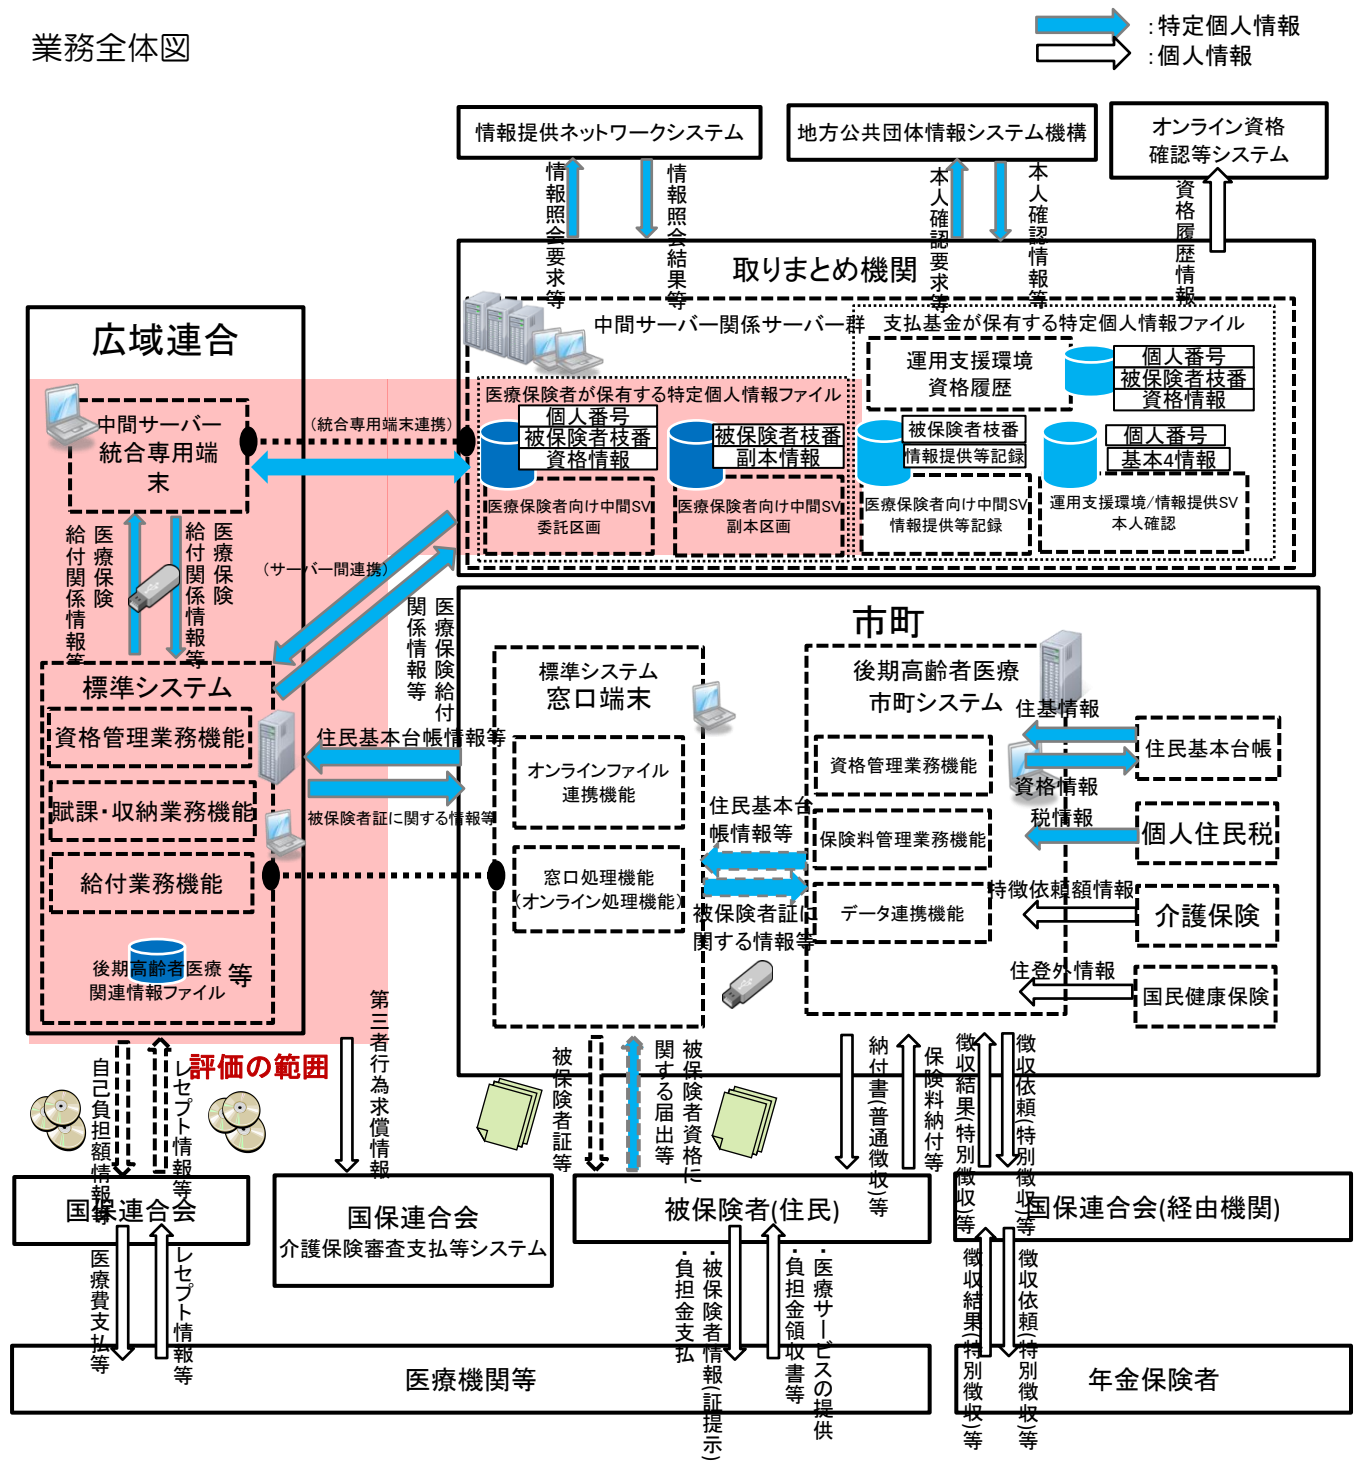 業務全体図
:特定個人情報
:個人情報
情報提供ネットワークシステム
地方公共団体情報システム機構
オンライン資格
確認等システム
情報照会要求等
情報照会結果等
本人確認要求等
本人確認情報等
資格履歴情報
取りまとめ機関
中間サーバー関係サーバー群
支払基金が保有する特定個人情報ファイル
運用支援環境
資格履歴
個人番号
被保険者枝番
資格情報
医療保険者が保有する特定個人情報ファイル
個人番号
被保険者枝番
資格情報
被保険者枝番
副本情報
被保険者枝番
情報提供等記録
個人番号
基本4情報
医療保険者向け中間SV
委託区画
医療保険者向け中間SV
副本区画
医療保険者向け中間SV
情報提供等記録
運用支援環境/情報提供SV
本人確認
広域連合
中間サーバー
統合専用端
末
(統合専用端末連携)
医療保険
給付関係情報等
医療保険
給付関係情報等
(サーバー間連携)
医療保険給付
関係情報等
標準システム
資格管理業務機能
賦課・収納業務機能
給付業務機能
後期高齢者医療
関連情報ファイル
等
住民基本台帳情報等
被保険者証に関する情報等
市町
標準システム
窓口端末
オンラインファイル
連携機能
窓口処理機能
(オンライン処理機能)
住民基本台
帳情報等
被保険者証に
関する情報等
後期高齢者医療
市町システム
資格管理業務機能
保険料管理業務機能
データ連携機能
住基情報
資格情報
税情報
特徴依頼額情報
住登外情報
住民基本台帳
個人住民税
介護保険
国民健康保険
評価の範囲
自己負担額情報等
レセプト情報等
第三者行為求償情報
被保険者証等
被保険者資格に
関する届出等
納付書(普通徴収)等
保険料納付等
徴収結果(特別徴収)等
徴収依頼(特別徴収)等
国保連合会
国保連合会
介護保険審査支払等システム
被保険者(住民)
国保連合会(経由機関)
医療費支払等
レセプト情報等
・被保険者情報(証提示)
・負担金支払
・医療サービスの提供
・負担金領収書等
徴収結果(特別徴収)等
徴収依頼(特別徴収)等
医療機関等
年金保険者